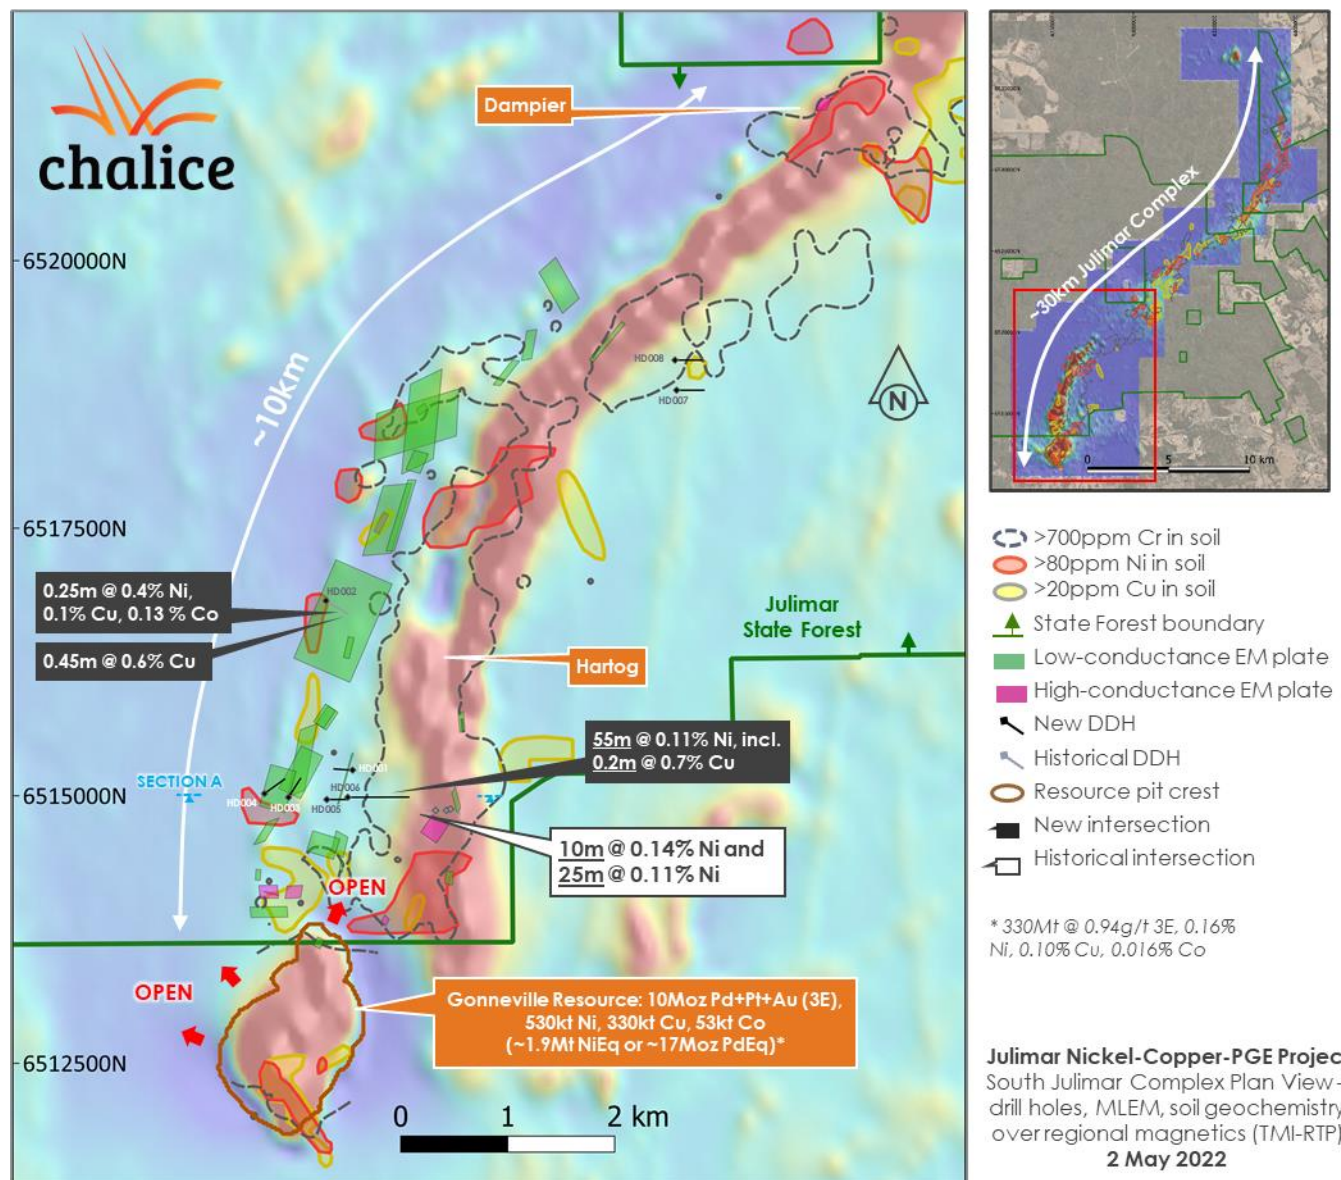 chalice
Dampier
6520000N
~10km
HD008
HD007
6517500N
0.25m @ 0.4% Ni,
0.1% Cu, 0.13 % Co
HD002
0.45m @ 0.6% Cu
Julimar
State Forest
Hartog
55m @ 0.11% Ni, incl.
0.2m @ 0.7% Cu
SECTION A
HD001
HD004
HD003
HD005
HD006
6515000N
10m @ 0.14% Ni and
25m @ 0.11% Ni
OPEN
OPEN
Gonneville Resource: 10Moz Pd+Pt+Au (3E),
530kt Ni, 330kt Cu, 53kt Co
(~1.9Mt NiEq or ~17Moz PdEq)*
6512500N
0 1 2 km
N
~30km Julimar Complex
0 5 10 km
>700ppm Cr in soil
>80ppm Ni in soil
>20ppm Cu in soil
State Forest boundary
Low-conductance EM plate
High-conductance EM plate
New DDH
Historical DDH
Resource pit crest
New intersection
Historical intersection
* 330Mt @ 0.94g/t 3E, 0.16%
Ni, 0.10% Cu, 0.016% Co
Julimar Nickel-Copper-PGE Projec
South Julimar Complex Plan View -
drill holes, MLEM, soil geochemistry
over regional magnetics (TMI-RTP)
2 May 2022